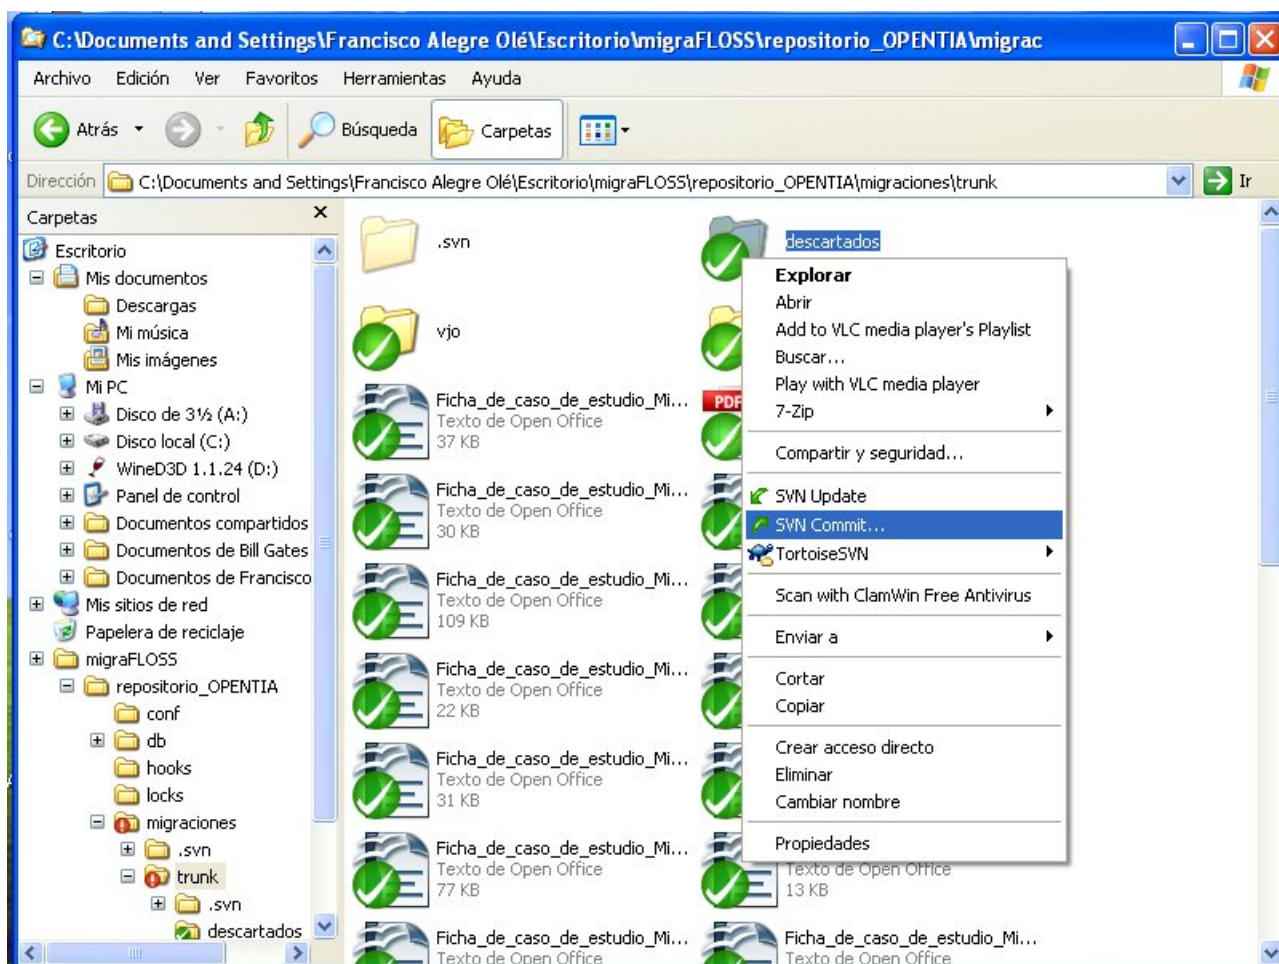 C:\Documents and Settings\Francisco Alegre Olé\Escritorio\migraFLOSS\repositorio_OPENTIA\migrac
Archivo Edición Ver Favoritos Herramientas Ayuda
Atrás Búsqueda Carpetas
Dirección C:\Documents and Settings\Francisco Alegre Olé\Escritorio\migraFLOSS\repositorio_OPENTIA\migraciones\trunk Ir
Carpetas
Escritorio
Mis documentos
Descargas
Mi música
Mis imágenes
Mi PC
Disco de 3½ (A:)
Disco local (C:)
WineD3D 1.1.24 (D:)
Panel de control
Documentos compartidos
Documentos de Bill Gates
Documentos de Francisco
Mis sitios de red
Papelera de reciclaje
migraFLOSS
repositorio_OPENTIA
conf
db
hooks
locks
migraciones
.svn
trunk
.svn
descartados
.svn
descartados
vjo
Ficha_de_caso_de_estudio_Mi...
Texto de Open Office
37 KB
PDF
Ficha_de_caso_de_estudio_Mi...
Texto de Open Office
30 KB
Ficha_de_caso_de_estudio_Mi...
Texto de Open Office
109 KB
Ficha_de_caso_de_estudio_Mi...
Texto de Open Office
22 KB
Ficha_de_caso_de_estudio_Mi...
Texto de Open Office
31 KB
Ficha_de_caso_de_estudio_Mi...
Texto de Open Office
77 KB
Texto de Open Office
13 KB
Ficha_de_caso_de_estudio_Mi...
Texto de Open Office
Ficha_de_caso_de_estudio_Mi...
Texto de Open Office
Explorar
Abrir
Add to VLC media player's Playlist
Buscar...
Play with VLC media player
7-Zip
Compartir y seguridad...
SVN Update
SVN Commit...
TortoiseSVN
Scan with ClamWin Free Antivirus
Enviar a
Cortar
Copiar
Crear acceso directo
Eliminar
Cambiar nombre
Propiedades